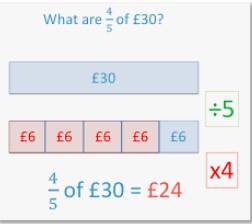 What are 4/5 of £30?
£30
÷5
£6 £6 £6 £6 £6
x4
4/5 of £30 = £24